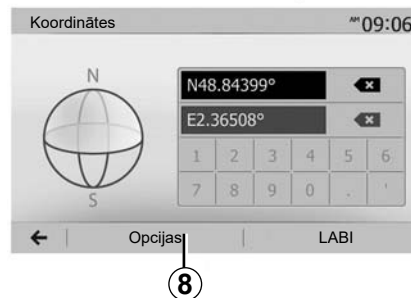 Koordinātes
AM 09:06
N
S
N48.84399°
E2.36508°
1 2 3 4 5 6
7 8 9 0 . '
Opcijas
LABI
8